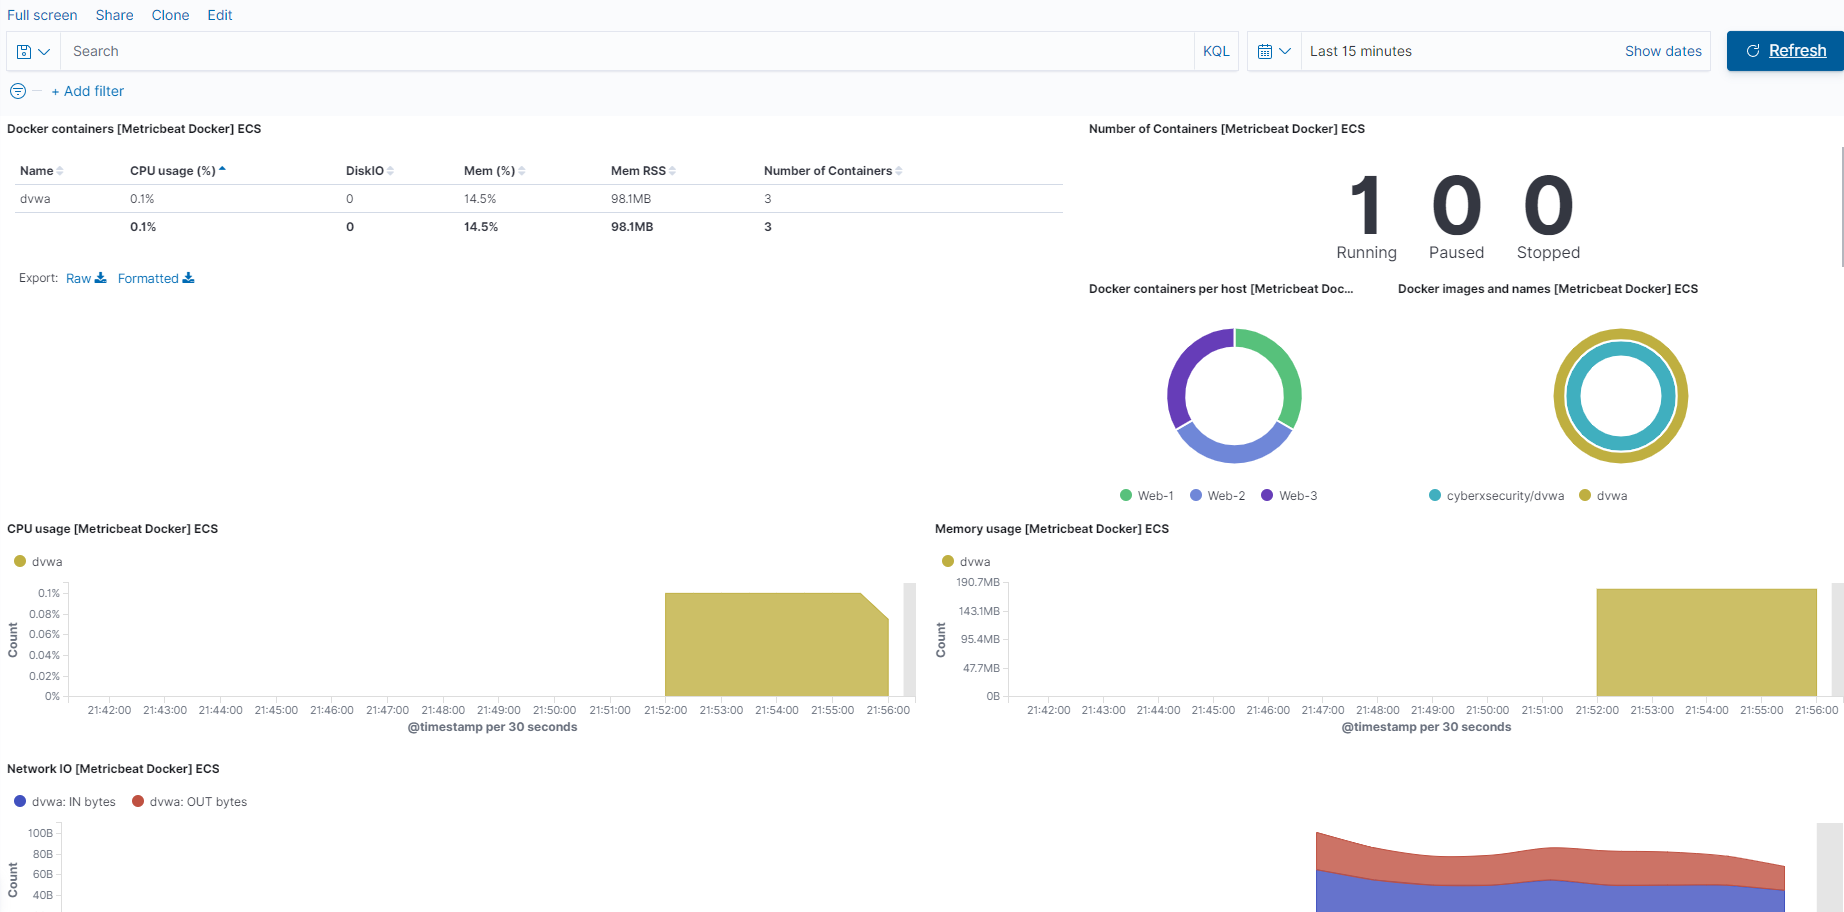 Full screen Share Clone Edit
Search KQL Last 15 minutes Show dates Refresh
+ Add filter
Docker containers [Metricbeat Docker] ECS
Name CPU usage (%) DiskIO Mem (%) Mem RSS Number of Containers
dvwa 0.1% 0 14.5% 98.1MB 3
0.1% 0 14.5% 98.1MB 3
Export: Raw Formatted
Number of Containers [Metricbeat Docker] ECS
1 0 0
Running Paused Stopped
Docker containers per host [Metricbeat Doc...
Web-1 Web-2 Web-3
Docker images and names [Metricbeat Docker] ECS
cyberxsecurity/dvwa dvwa
CPU usage [Metricbeat Docker] ECS
dvwa
Count
0.1%
0.08%
0.06%
0.04%
0.02%
0%
21:42:00 21:43:00 21:44:00 21:45:00 21:46:00 21:47:00 21:48:00 21:49:00 21:50:00 21:51:00 21:52:00 21:53:00 21:54:00 21:55:00 21:56:00
@timestamp per 30 seconds
Memory usage [Metricbeat Docker] ECS
dvwa
Count
190.7MB
143.1MB
95.4MB
47.7MB
0B
21:42:00 21:43:00 21:44:00 21:45:00 21:46:00 21:47:00 21:48:00 21:49:00 21:50:00 21:51:00 21:52:00 21:53:00 21:54:00 21:55:00 21:56:00
@timestamp per 30 seconds
Network IO [Metricbeat Docker] ECS
dvwa: IN bytes dvwa: OUT bytes
Count
100B
80B
60B
40B